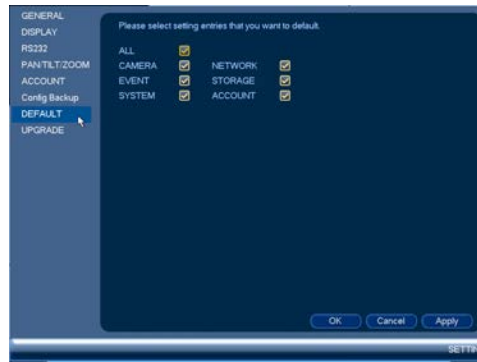 GENERAL
DISPLAY
RS232
PAN/TILT/ZOOM
ACCOUNT
Config Backup
DEFAULT
UPGRADE
Please select setting entries that you want to default.
ALL
CAMERA NETWORK
EVENT STORAGE
SYSTEM ACCOUNT
OK Cancel Apply